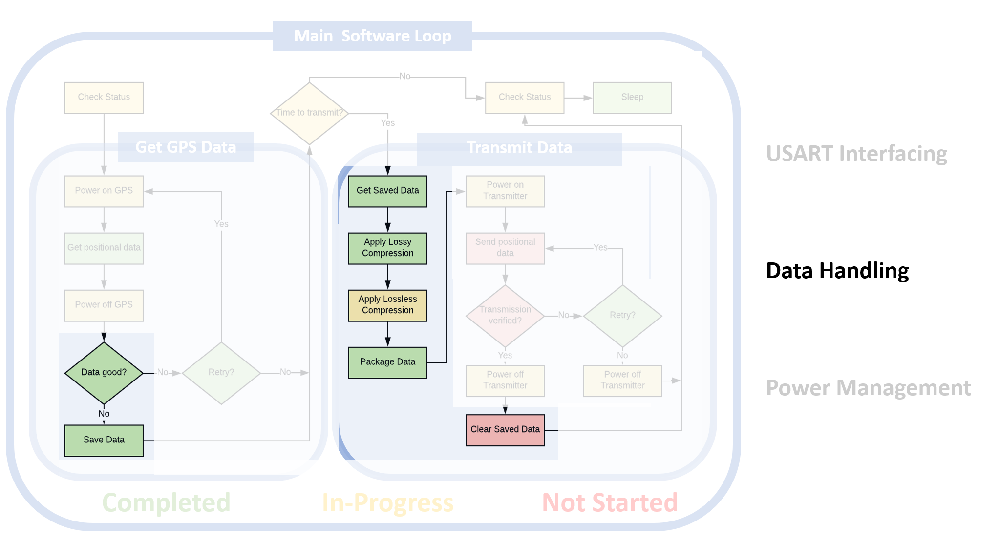 Main Software Loop
No
Check Status
Time to transmit?
Check Status
Sleep
Yes
Get GPS Data
Transmit Data
USART Interfacing
Power on GPS
Get Saved Data
Power on
Transmitter
Yes
Get positional data
Apply Lossy
Compression
Send positional
data
Yes
Data Handling
Power off GPS
Apply Lossless
Compression
Transmission
verified?
No
Retry?
Yes
No
Data good?
No
Retry?
No
Package Data
Power off
Transmitter
Power off
Transmitter
Power Management
No
Save Data
Clear Saved Data
Completed
In-Progress
Not Started